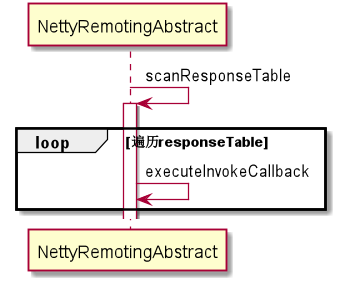 NettyRemotingAbstract
scanResponseTable
loop [遍历responseTable]
executeInvokeCallback
NettyRemotingAbstract